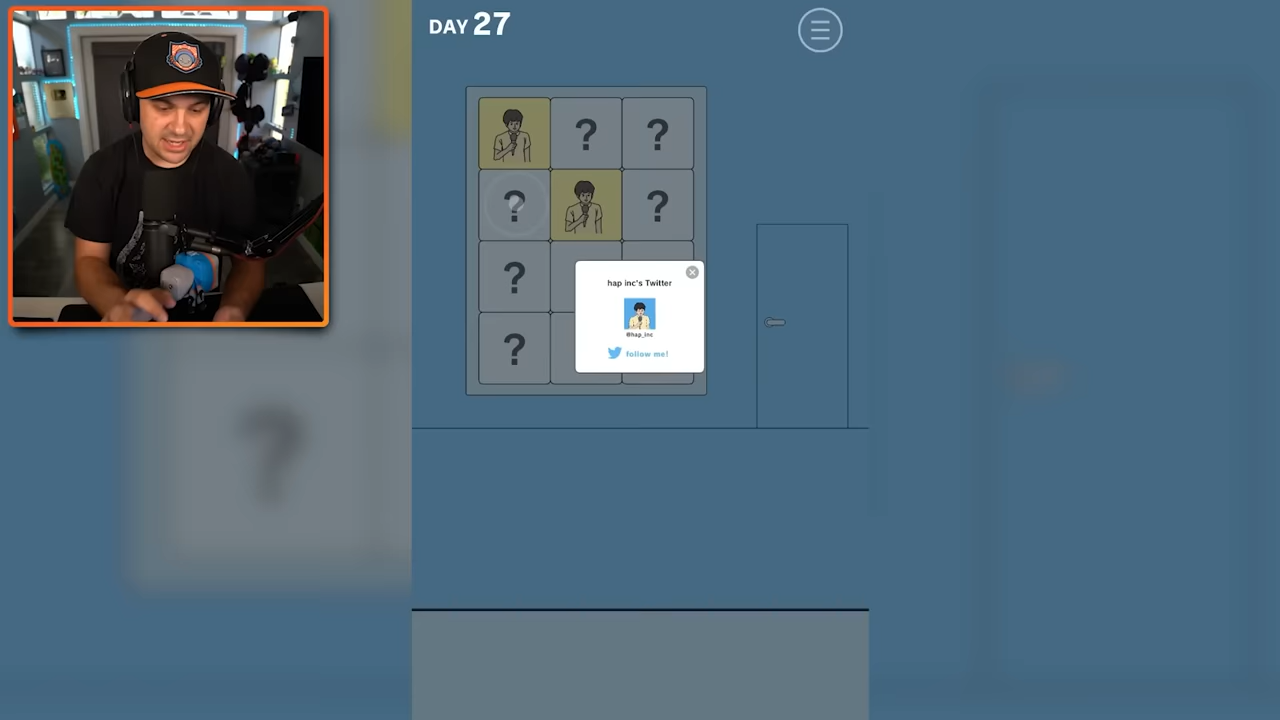 DAY 27
? ?
? ?
?
?
hap inc's Twitter
@hap_inc
follow me!
?